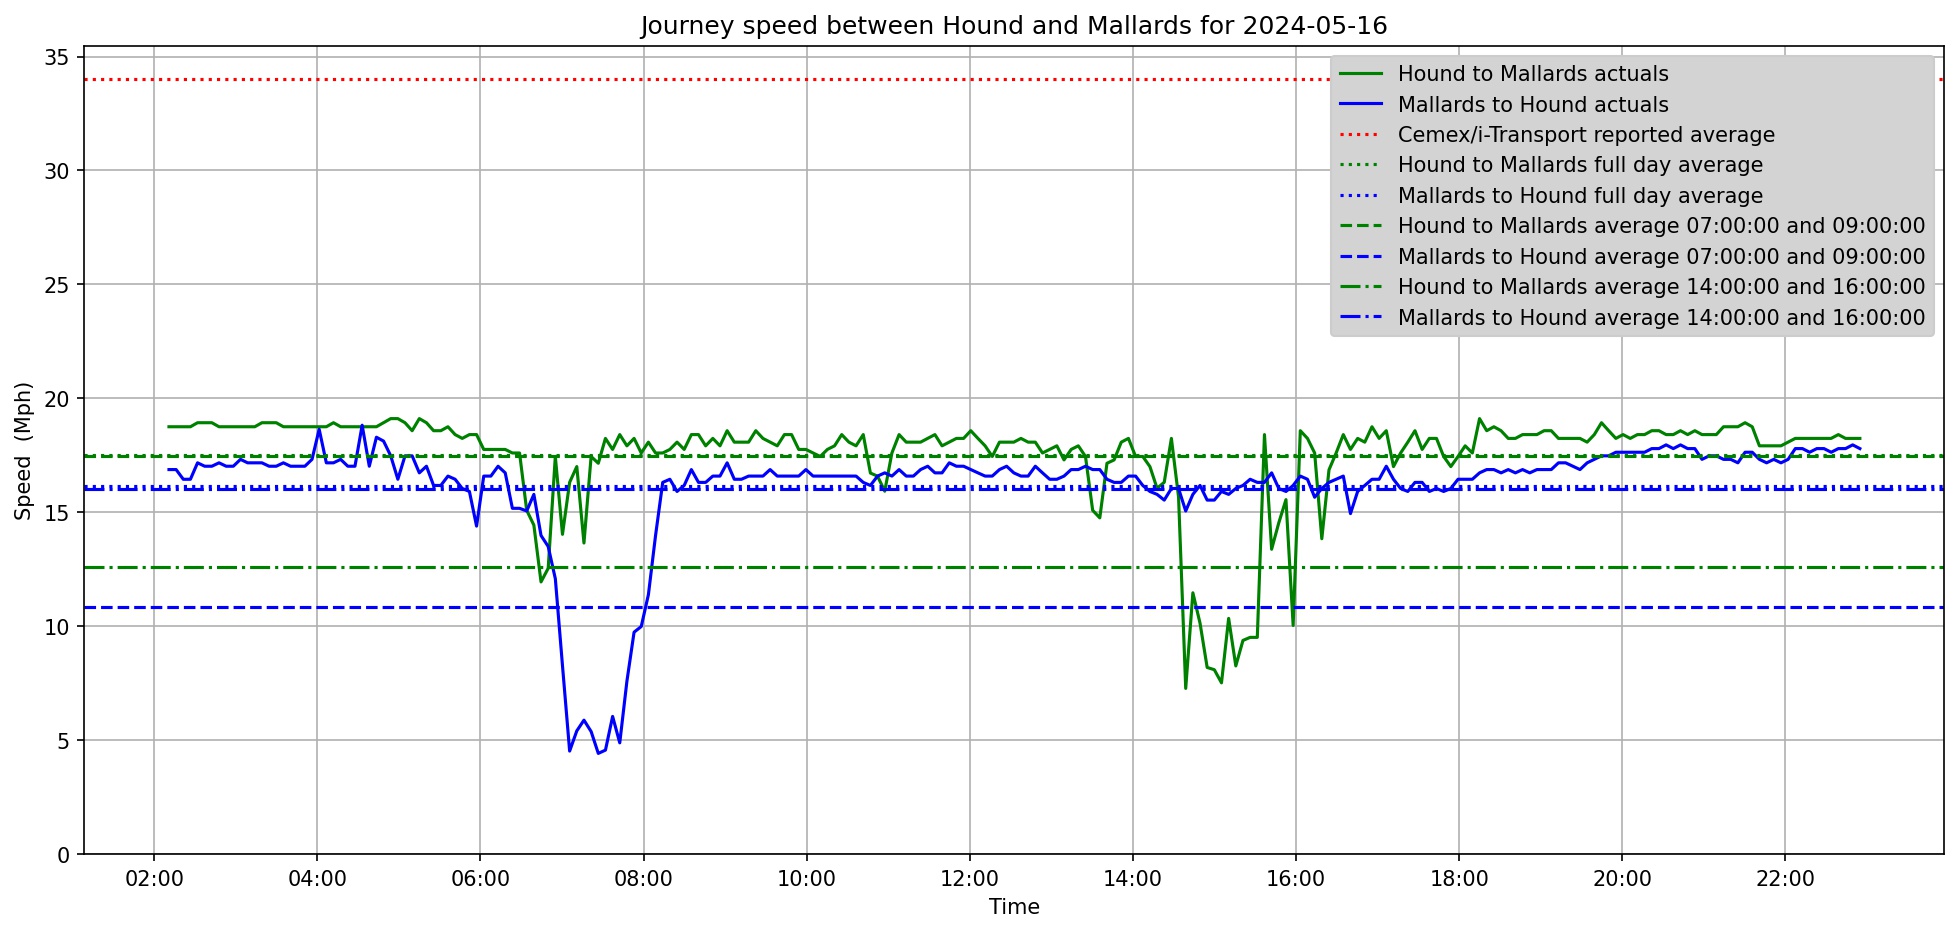 Journey speed between Hound and Mallards for 2024-05-16
35
30
25
20
15
10
5
0
Speed (Mph)
Hound to Mallards actuals
Mallards to Hound actuals
Cemex/i-Transport reported average
Hound to Mallards full day average
Mallards to Hound full day average
Hound to Mallards average 07:00:00 and 09:00:00
Mallards to Hound average 07:00:00 and 09:00:00
Hound to Mallards average 14:00:00 and 16:00:00
Mallards to Hound average 14:00:00 and 16:00:00
02:00 04:00 06:00 08:00 10:00 12:00 14:00 16:00 18:00 20:00 22:00
Time